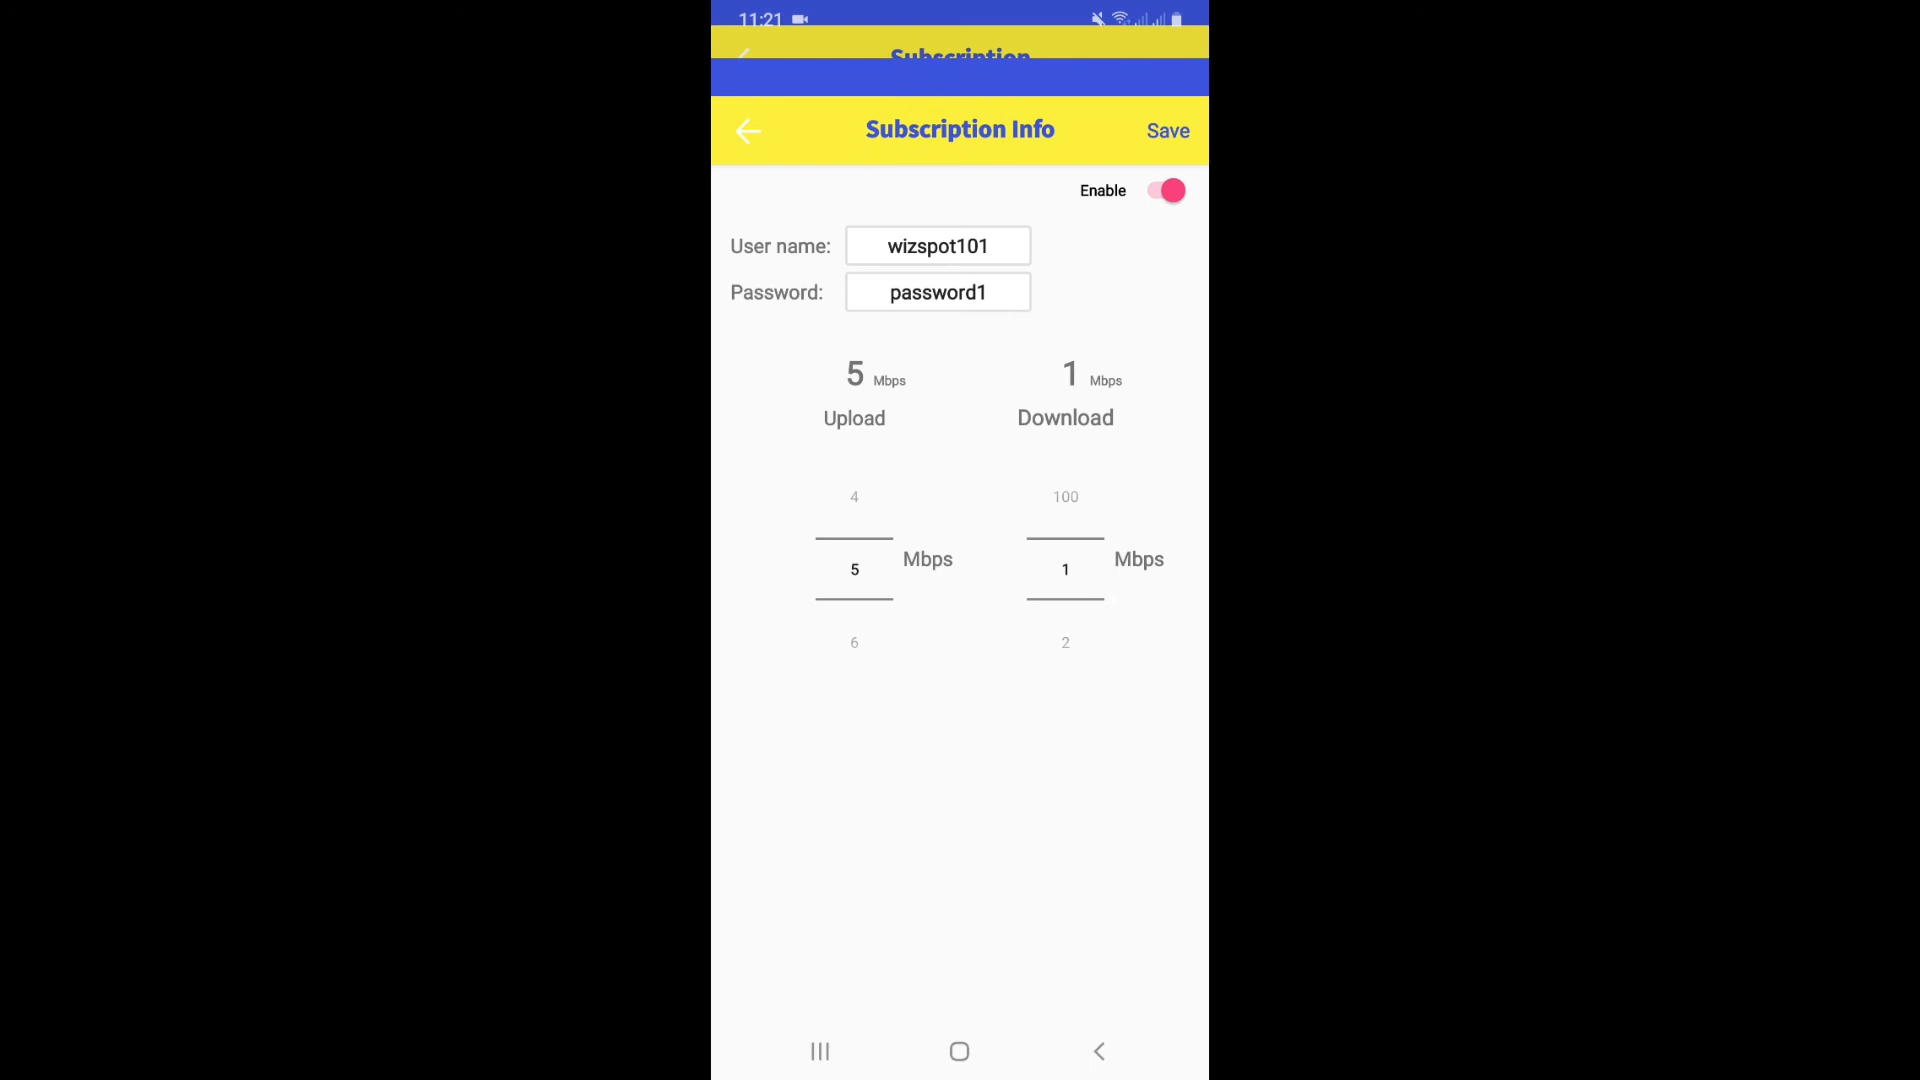 11:21
Subscription
Subscription Info
Save
Enable
User name:
wizspot101
Password:
password1
5 Mbps
1 Mbps
Upload
Download
4
100
5
Mbps
1
Mbps
6
2